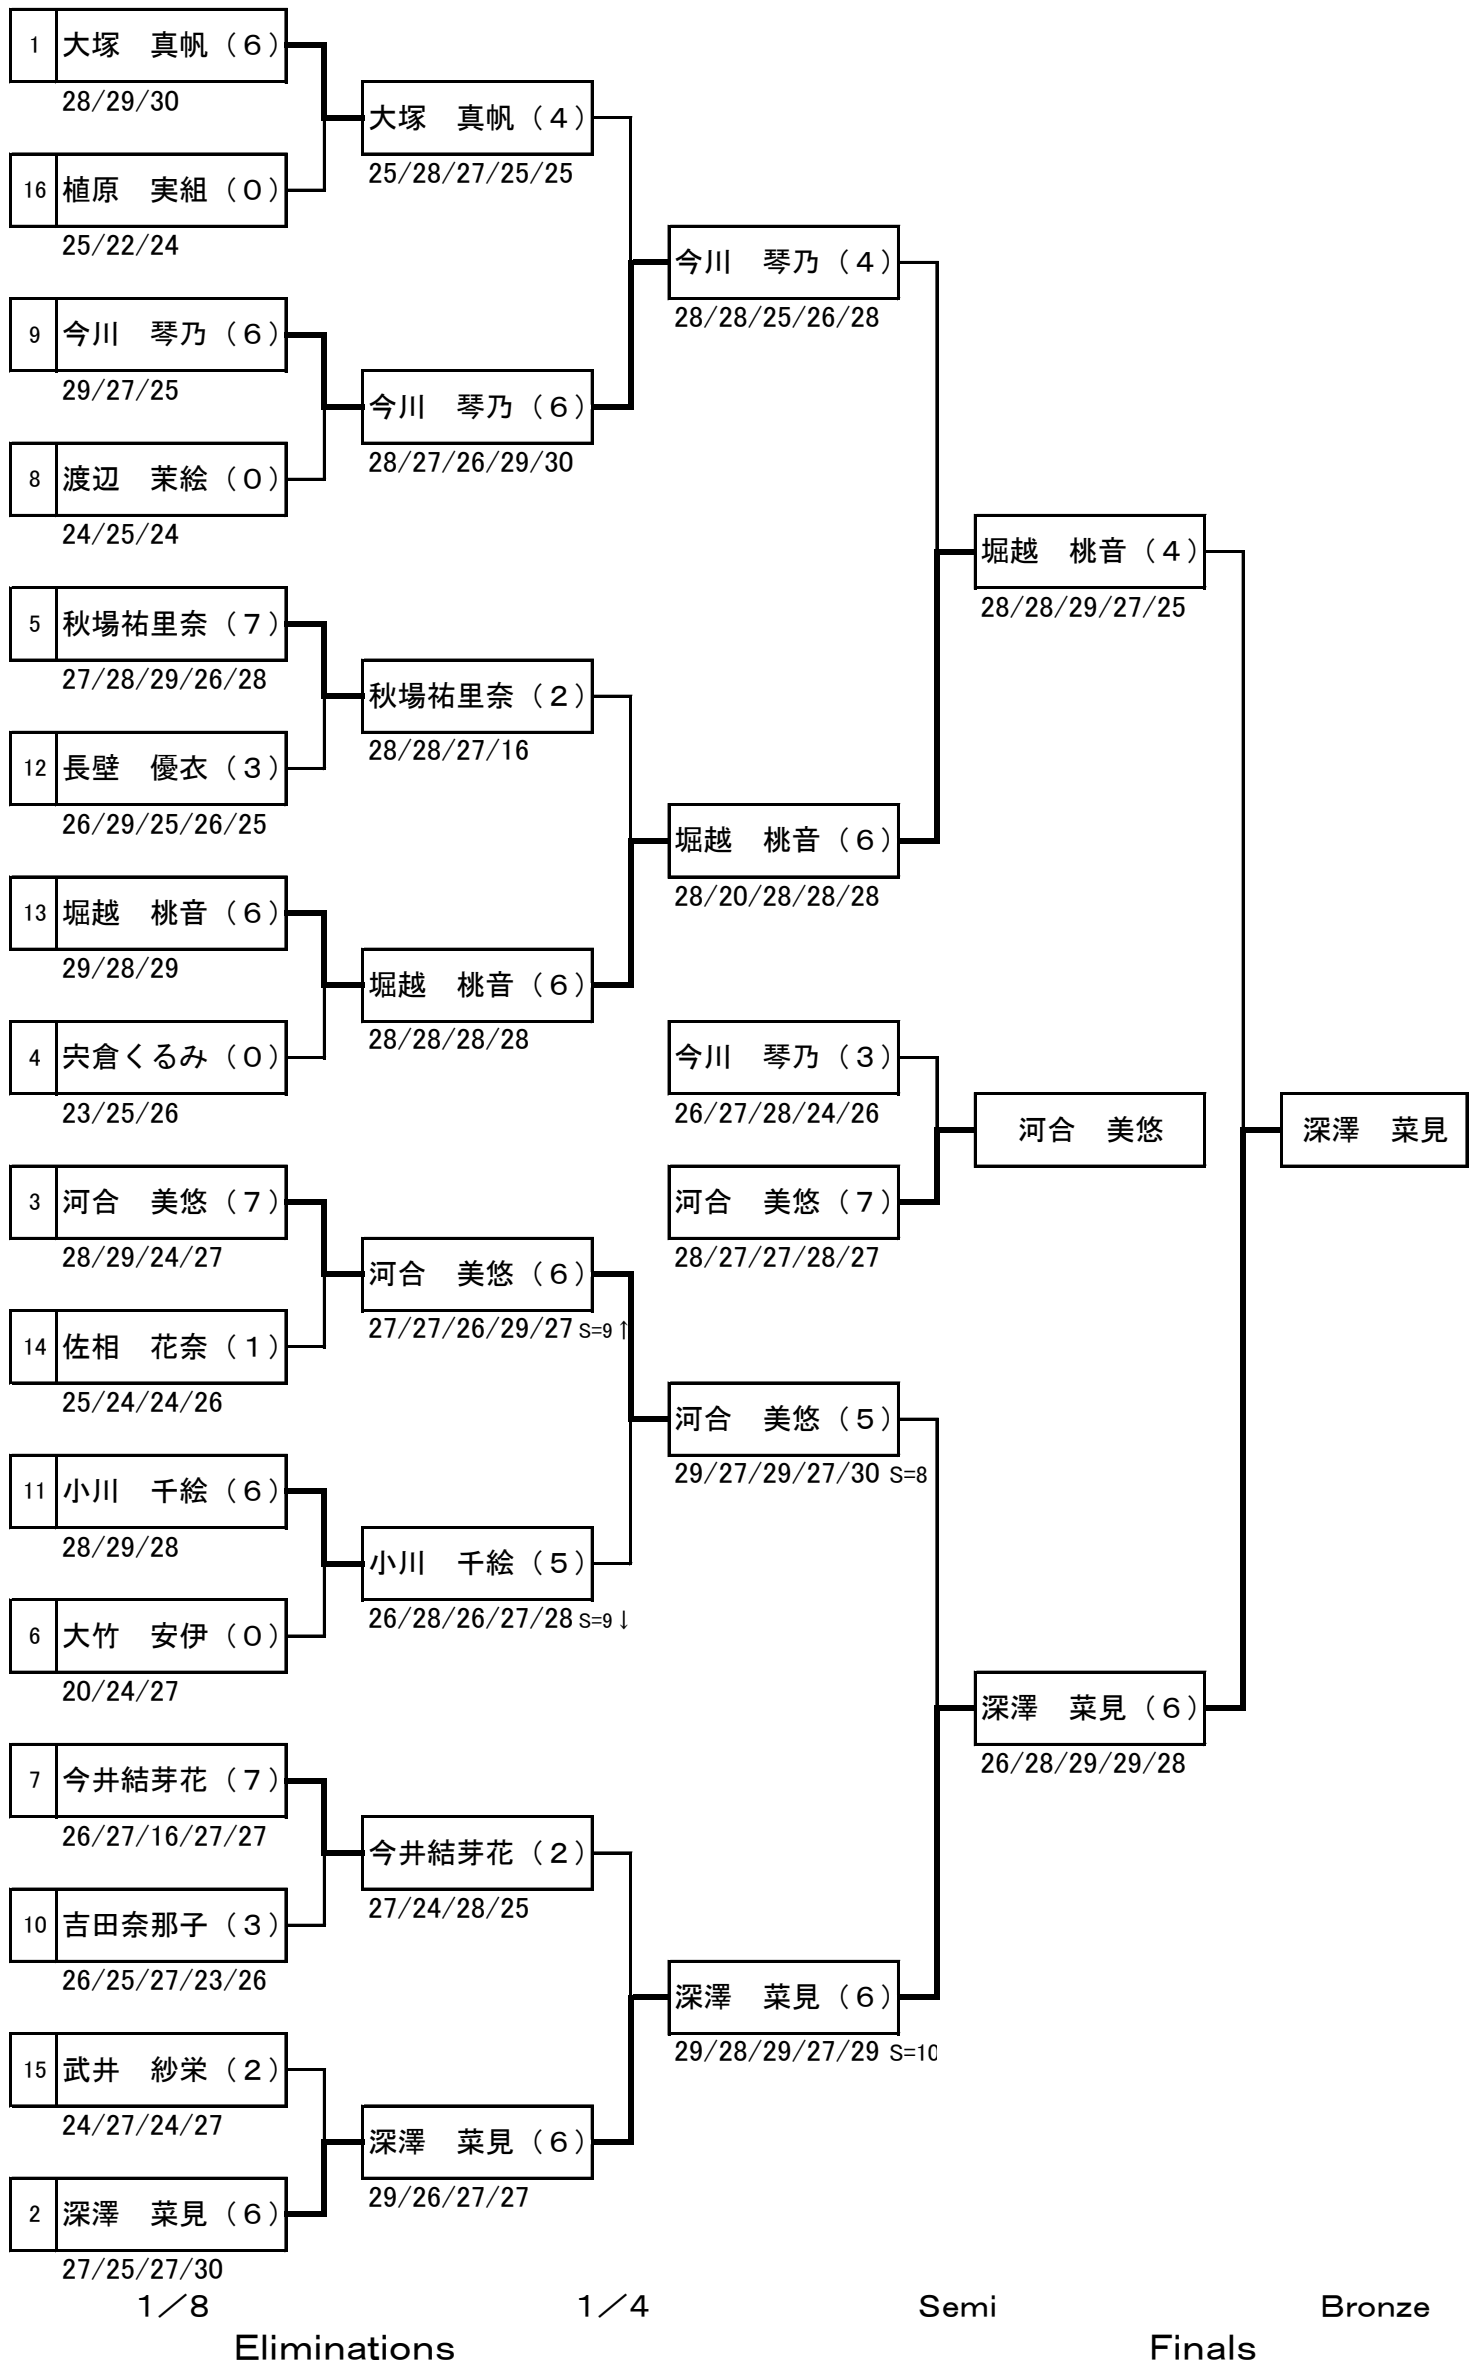 1 大塚　真帆（６）
28/29/30
16 植原　実組（０）
25/22/24
9 今川　琴乃（６）
29/27/25
8 渡辺　茉絵（０）
24/25/24
5 秋場祐里奈（７）
27/28/29/26/28
12 長壁　優衣（３）
26/29/25/26/25
13 堀越　桃音（６）
29/28/29
4 宍倉くるみ（０）
23/25/26
3 河合　美悠（７）
28/29/24/27
14 佐相　花奈（１）
25/24/24/26
11 小川　千絵（６）
28/29/28
6 大竹　安伊（０）
20/24/27
7 今井結芽花（７）
26/27/16/27/27
10 吉田奈那子（３）
26/25/27/23/26
15 武井　紗栄（２）
24/27/24/27
2 深澤　菜見（６）
27/25/27/30
大塚　真帆（４）
25/28/27/25/25
今川　琴乃（６）
28/27/26/29/30
秋場祐里奈（２）
28/28/27/16
堀越　桃音（６）
28/28/28/28
河合　美悠（６）
27/27/26/29/27 S=9↑
小川　千絵（５）
26/28/26/27/28 S=9↓
今井結芽花（２）
27/24/28/25
深澤　菜見（６）
29/26/27/27
今川　琴乃（４）
28/28/25/26/28
堀越　桃音（６）
28/20/28/28/28
今川　琴乃（３）
26/27/28/24/26
河合　美悠（７）
28/27/27/28/27
河合　美悠（５）
29/27/29/27/30 S=8
深澤　菜見（６）
29/28/29/27/29 S=10
堀越　桃音（４）
28/28/29/27/25
河合　美悠
深澤　菜見（６）
26/28/29/29/28
深澤　菜見
１／８ １／４ Semi Bronze
Eliminations Finals